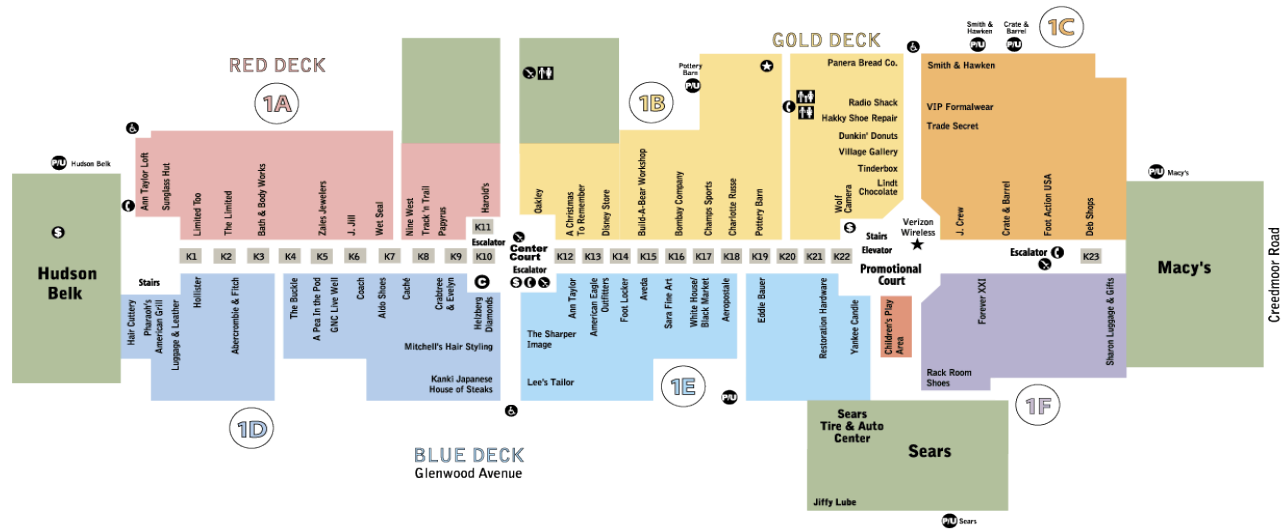 Smith &
Hawken
P/U
Crate &
Barrel
P/U
1C
GOLD DECK
RED DECK
1A
1B
Pottery
Barn
P/U
Panera Bread Co.
Radio Shack
Hakky Shoe Repair
Dunkin' Donuts
Village Gallery
Tinderbox
Lindt
Chocolate
Wolf
Camera
Smith & Hawken
VIP Formalwear
Trade Secret
J. Crew
Crate & Barrel
Foot Action USA
Deb Shops
P/U Hudson Belk
P/U Macy's
Ann Taylor Loft
Sunglass Hut
Limited Too
The Limited
Bath & Body Works
Zales Jewelers
J. Jill
Wet Seal
Nine West
Track 'n Trail
Papyrus
Harold's
Oakley
A Christmas
To Remember
Disney Store
Build-A-Bear Workshop
Bombay Company
Champs Sports
Charlotte Russe
Pottery Barn
$
Hudson
Belk
K11
Escalator
Center
Court
Escalator
$
$
Stairs
Elevator
Promotional
Court
Verizon
Wireless
Escalator
K1
K2
K3
K4
K5
K6
K7
K8
K9
K10
K12
K13
K14
K15
K16
K17
K18
K19
K20
K21
K22
K23
Macy's
Creedmoor Road
Stairs
C
Hair Cuttery
Pharaoh's
American Grill
Luggage & Leather
Hollister
Abercrombie & Fitch
The Buckle
A Pea In the Pod
GNC Live Well
Coach
Aldo Shoes
Caché
Crabtree
& Evelyn
Helzberg
Diamonds
Mitchell's Hair Styling
Kanki Japanese
House of Steaks
The Sharper
Image
Lee's Tailor
Ann Taylor
American Eagle
Outfitters
Foot Locker
Aveda
Sara Fine Art
White House/
Black Market
Aeropostale
Eddie Bauer
Restoration Hardware
Yankee Candle
Children's Play
Area
Forever XXI
Sharon Luggage & Gifts
Rack Room
Shoes
1D
1E
P/U
1F
BLUE DECK
Glenwood Avenue
Sears
Tire & Auto
Center
Sears
Jiffy Lube
P/U Sears